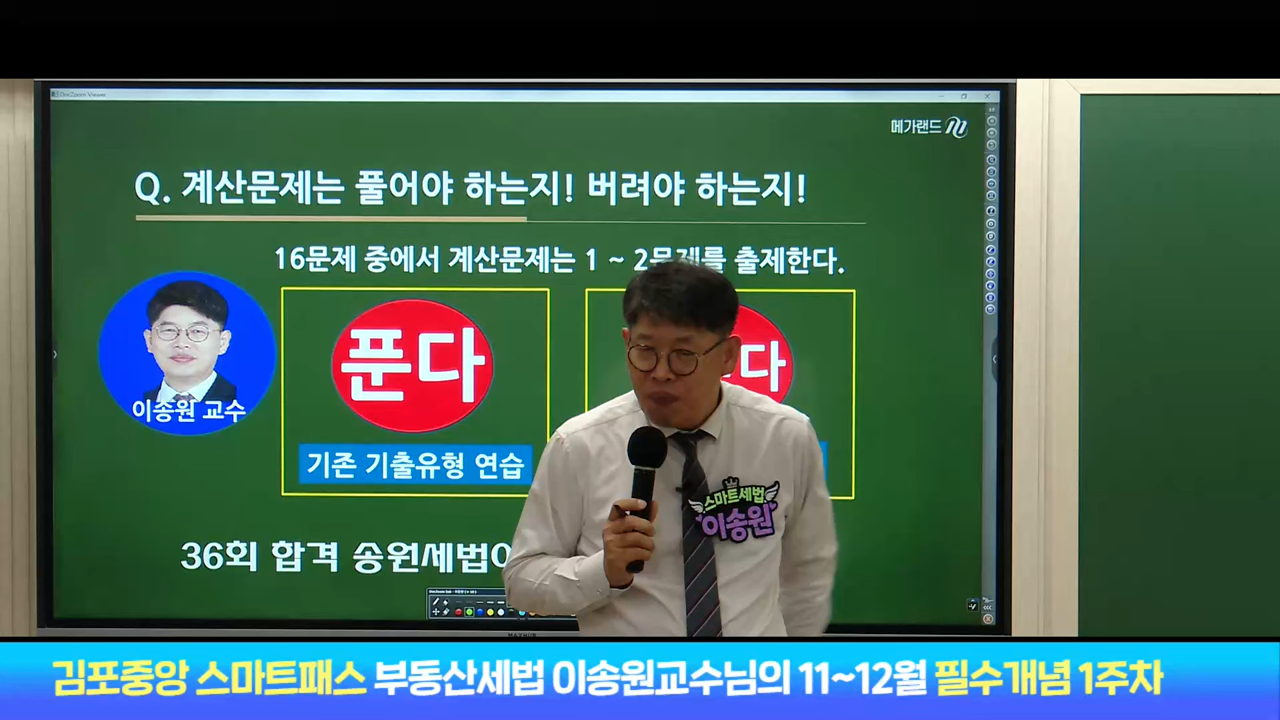 DocZoom Viewer
메가랜드
Q. 계산문제는 풀어야 하는지! 버려야 하는지!
16문제 중에서 계산문제는 1 ~ 2문제를 출제한다.
푼다
다
이송원 교수
기존 기출유형 연습
스마트세법
이송원
36회 합격 송원세법이
MAXHUB
김포중앙 스마트패스 부동산세법 이송원교수님의 11~12월 필수개념 1주차